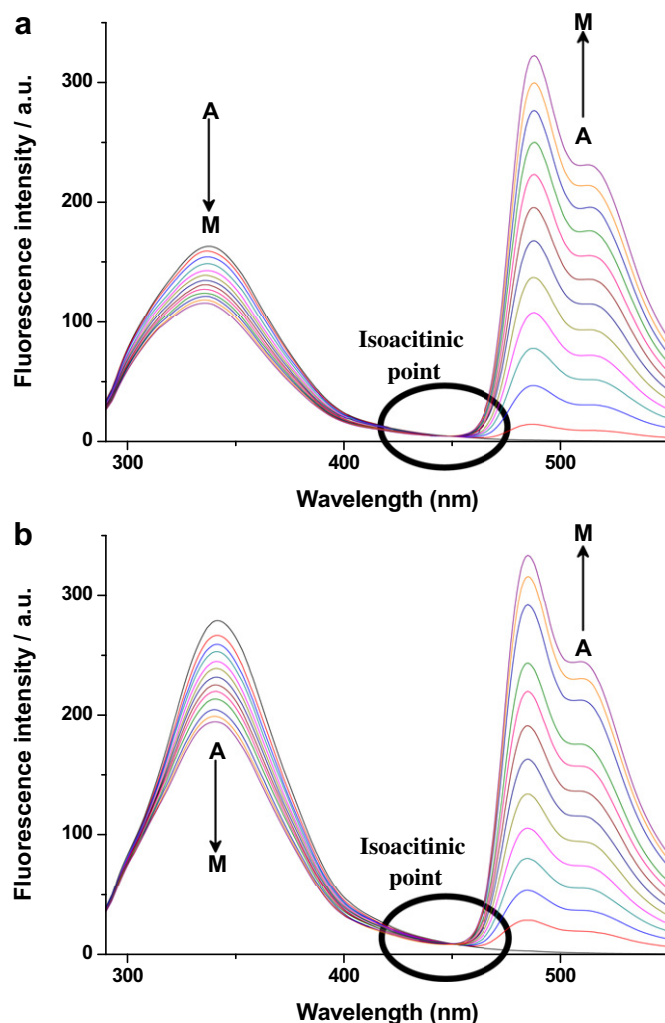 a
M
300
A
A
200
M
Isoacitinic
point
100
0
300
400
500
Fluorescence intensity / a.u.
Wavelength (nm)
b
M
300
A
200
A
M
Isoacitinic
point
100
0
300
400
500
Fluorescence intensity / a.u.
Wavelength (nm)